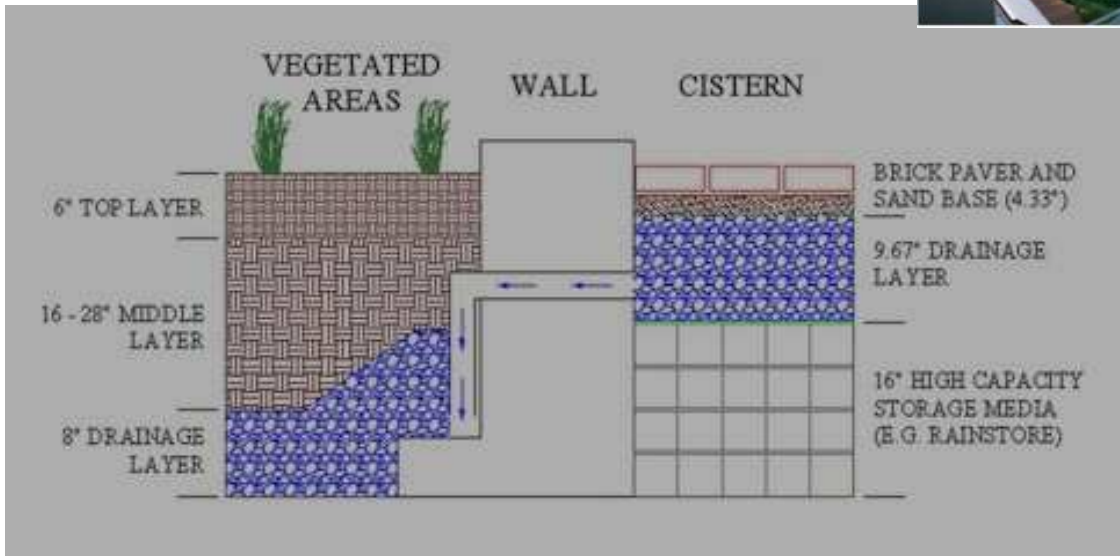 VEGETATED
AREAS
WALL
CISTERN
6" TOP LAYER
16 - 28" MIDDLE
LAYER
8" DRAINAGE
LAYER
BRICK PAVER AND
SAND BASE (4.33")
9.67" DRAINAGE
LAYER
16" HIGH CAPACITY
STORAGE MEDIA
(E.G. RAINSTORE)